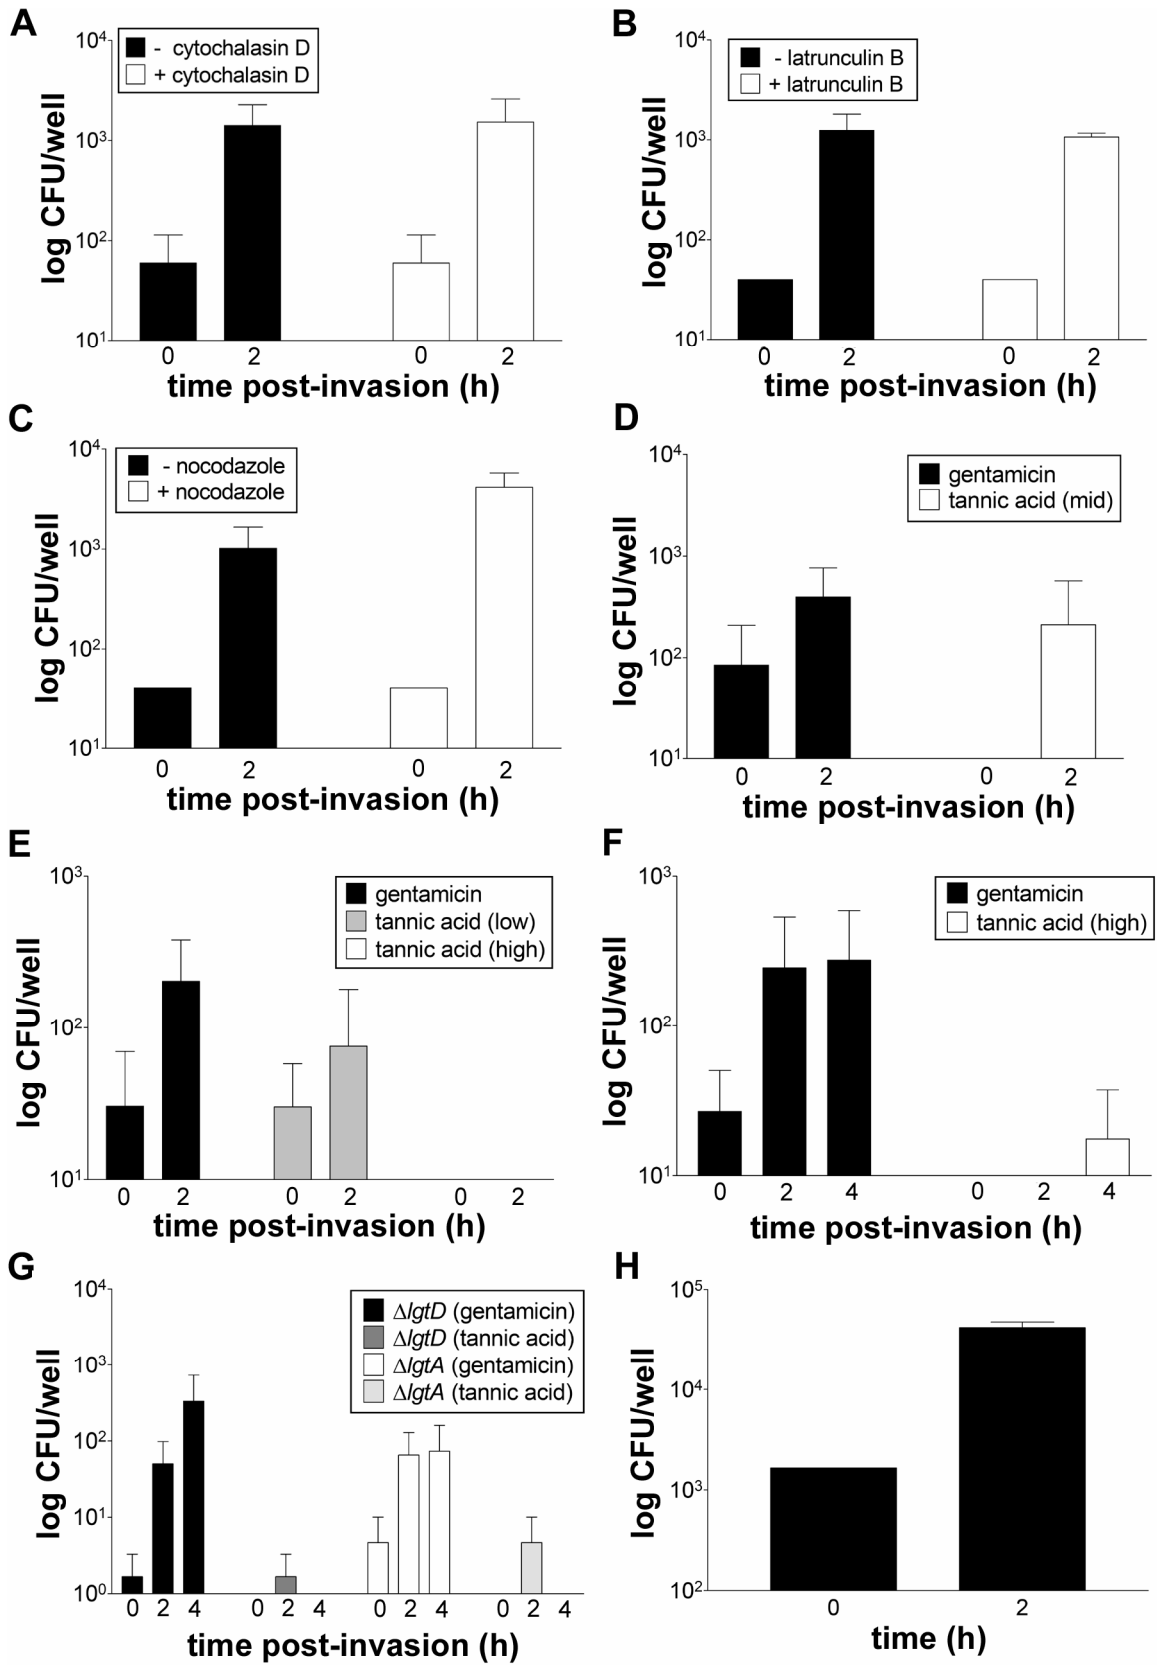 A
10⁴
10³
10²
10¹
log CFU/well
- cytochalasin D
+ cytochalasin D
0 2 0 2
time post-invasion (h)
B
10⁴
10³
10²
10¹
log CFU/well
- latrunculin B
+ latrunculin B
0 2 0 2
time post-invasion (h)
C
10⁴
10³
10²
10¹
log CFU/well
- nocodazole
+ nocodazole
0 2 0 2
time post-invasion (h)
D
10⁴
10³
10²
10¹
log CFU/well
gentamicin
tannic acid (mid)
0 2 0 2
time post-invasion (h)
E
10³
10²
10¹
log CFU/well
gentamicin
tannic acid (low)
tannic acid (high)
0 2 0 2 0 2
time post-invasion (h)
F
10³
10²
10¹
log CFU/well
gentamicin
tannic acid (high)
0 2 4 0 2 4
time post-invasion (h)
G
10⁴
10³
10²
10¹
10⁰
log CFU/well
ΔlgtD (gentamicin)
ΔlgtD (tannic acid)
ΔlgtA (gentamicin)
ΔlgtA (tannic acid)
0 2 4 0 2 4 0 2 4 0 2 4
time post-invasion (h)
H
10⁵
10⁴
10³
10²
log CFU/well
0 2
time (h)